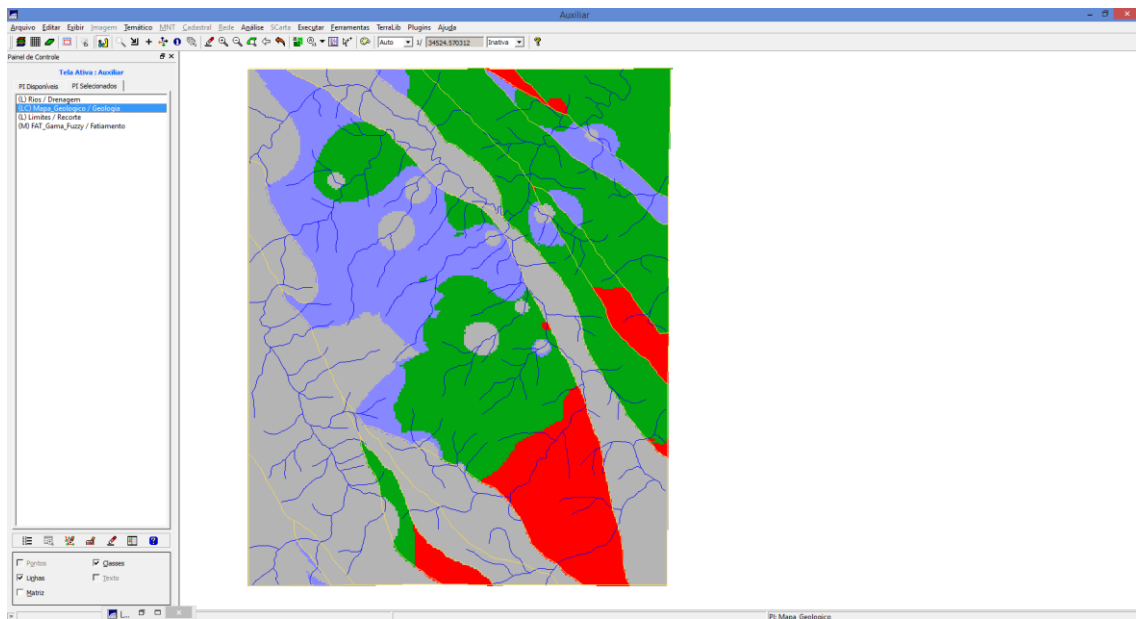 Auxiliar
Arquivo Editar Exibir Imagem Temático MNT Cadastral Rede Análise SCarta Executar Ferramentas TerraLib Plugins Ajuda
Auto 1/ 34524.570312 Inativa
Painel de Controle
Tela Ativa : Auxiliar
PI Disponíveis PI Selecionados
(L) Rios / Drenagem
(LC) Mapa_Geologico / Geologia
(L) Limites / Recorte
(M) FAT_Gama_Fuzzy / Fatiamento
Pontos Classes
Linhas Texto
Matriz
L...
PI: Mapa_Geologico